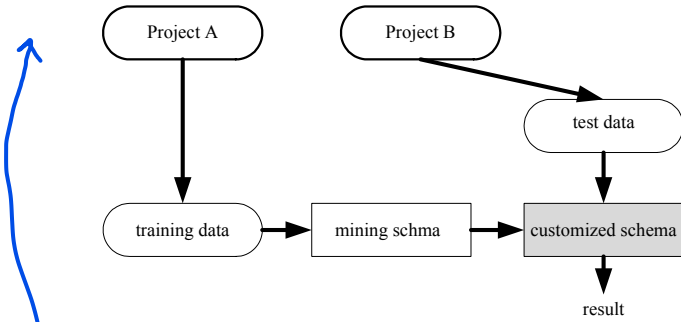 Project A
Project B
test data
training data
mining schma
customized schema
result